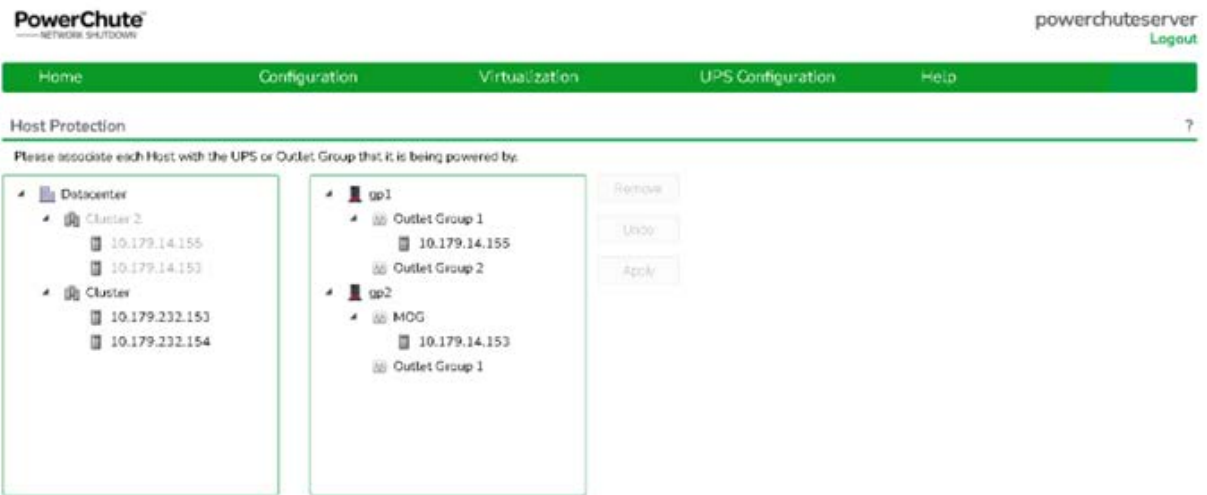 PowerChute
NETWORK SHUTDOWN
powerchuteserver
Logout
Home Configuration Virtualization UPS Configuration Help
Host Protection ?
Please associate each Host with the UPS or Outlet Group that it is being powered by.
Datacenter
Cluster 2
10.179.14.155
10.179.14.153
Cluster
10.179.232.153
10.179.232.154
gp1
Outlet Group 1
10.179.14.155
Outlet Group 2
gp2
MOG
10.179.14.153
Outlet Group 1
Remove
Undo
Apply